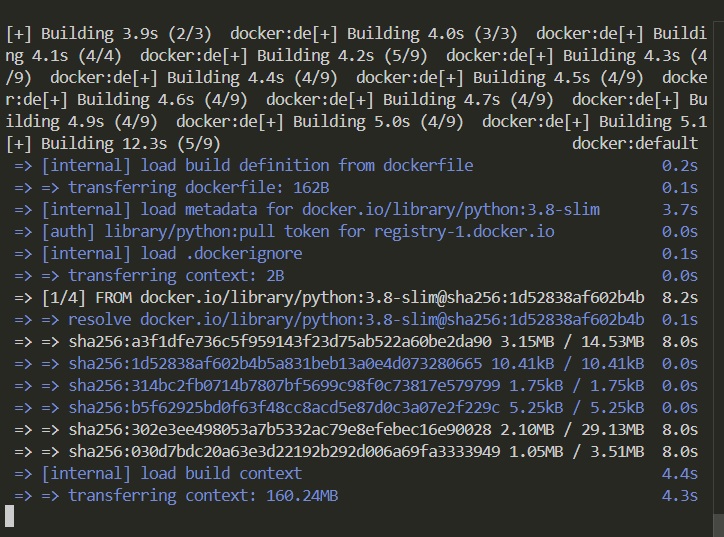 [+] Building 3.9s (2/3)  docker:de[+] Building 4.0s (3/3)  docker:de[+] Buildi
ng 4.1s (4/4)  docker:de[+] Building 4.2s (5/9)  docker:de[+] Building 4.3s (4
/9)  docker:de[+] Building 4.4s (4/9)  docker:de[+] Building 4.5s (4/9)  docke
r:de[+] Building 4.6s (4/9)  docker:de[+] Building 4.7s (4/9)  docker:de[+] Bu
ilding 4.9s (4/9)  docker:de[+] Building 5.0s (4/9)  docker:de[+] Building 5.1
[+] Building 12.3s (5/9) docker:default
=> [internal] load build definition from dockerfile 0.2s
=> => transferring dockerfile: 162B 0.1s
=> [internal] load metadata for docker.io/library/python:3.8-slim 3.7s
=> [auth] library/python:pull token for registry-1.docker.io 0.0s
=> [internal] load .dockerignore 0.1s
=> => transferring context: 2B 0.0s
=> [1/4] FROM docker.io/library/python:3.8-slim@sha256:1d52838af602b4b 8.2s
=> => resolve docker.io/library/python:3.8-slim@sha256:1d52838af602b4b 0.1s
=> => sha256:a3f1dfe736c5f959143f23d75ab522a60be2da90 3.15MB / 14.53MB 8.0s
=> => sha256:1d52838af602b4b5a831beb13a0e4d073280665 10.41kB / 10.41kB 0.0s
=> => sha256:314bc2fb0714b7807bf5699c98f0c73817e579799 1.75kB / 1.75kB 0.0s
=> => sha256:b5f62925bd0f63f48cc8acd5e87d0c3a07e2f229c 5.25kB / 5.25kB 0.0s
=> => sha256:302e3ee498053a7b5332ac79e8efebec16e90028 2.10MB / 29.13MB 8.0s
=> => sha256:030d7bdc20a63e3d22192b292d006a69fa3333949 1.05MB / 3.51MB 8.0s
=> [internal] load build context 4.4s
=> => transferring context: 160.24MB 4.3s